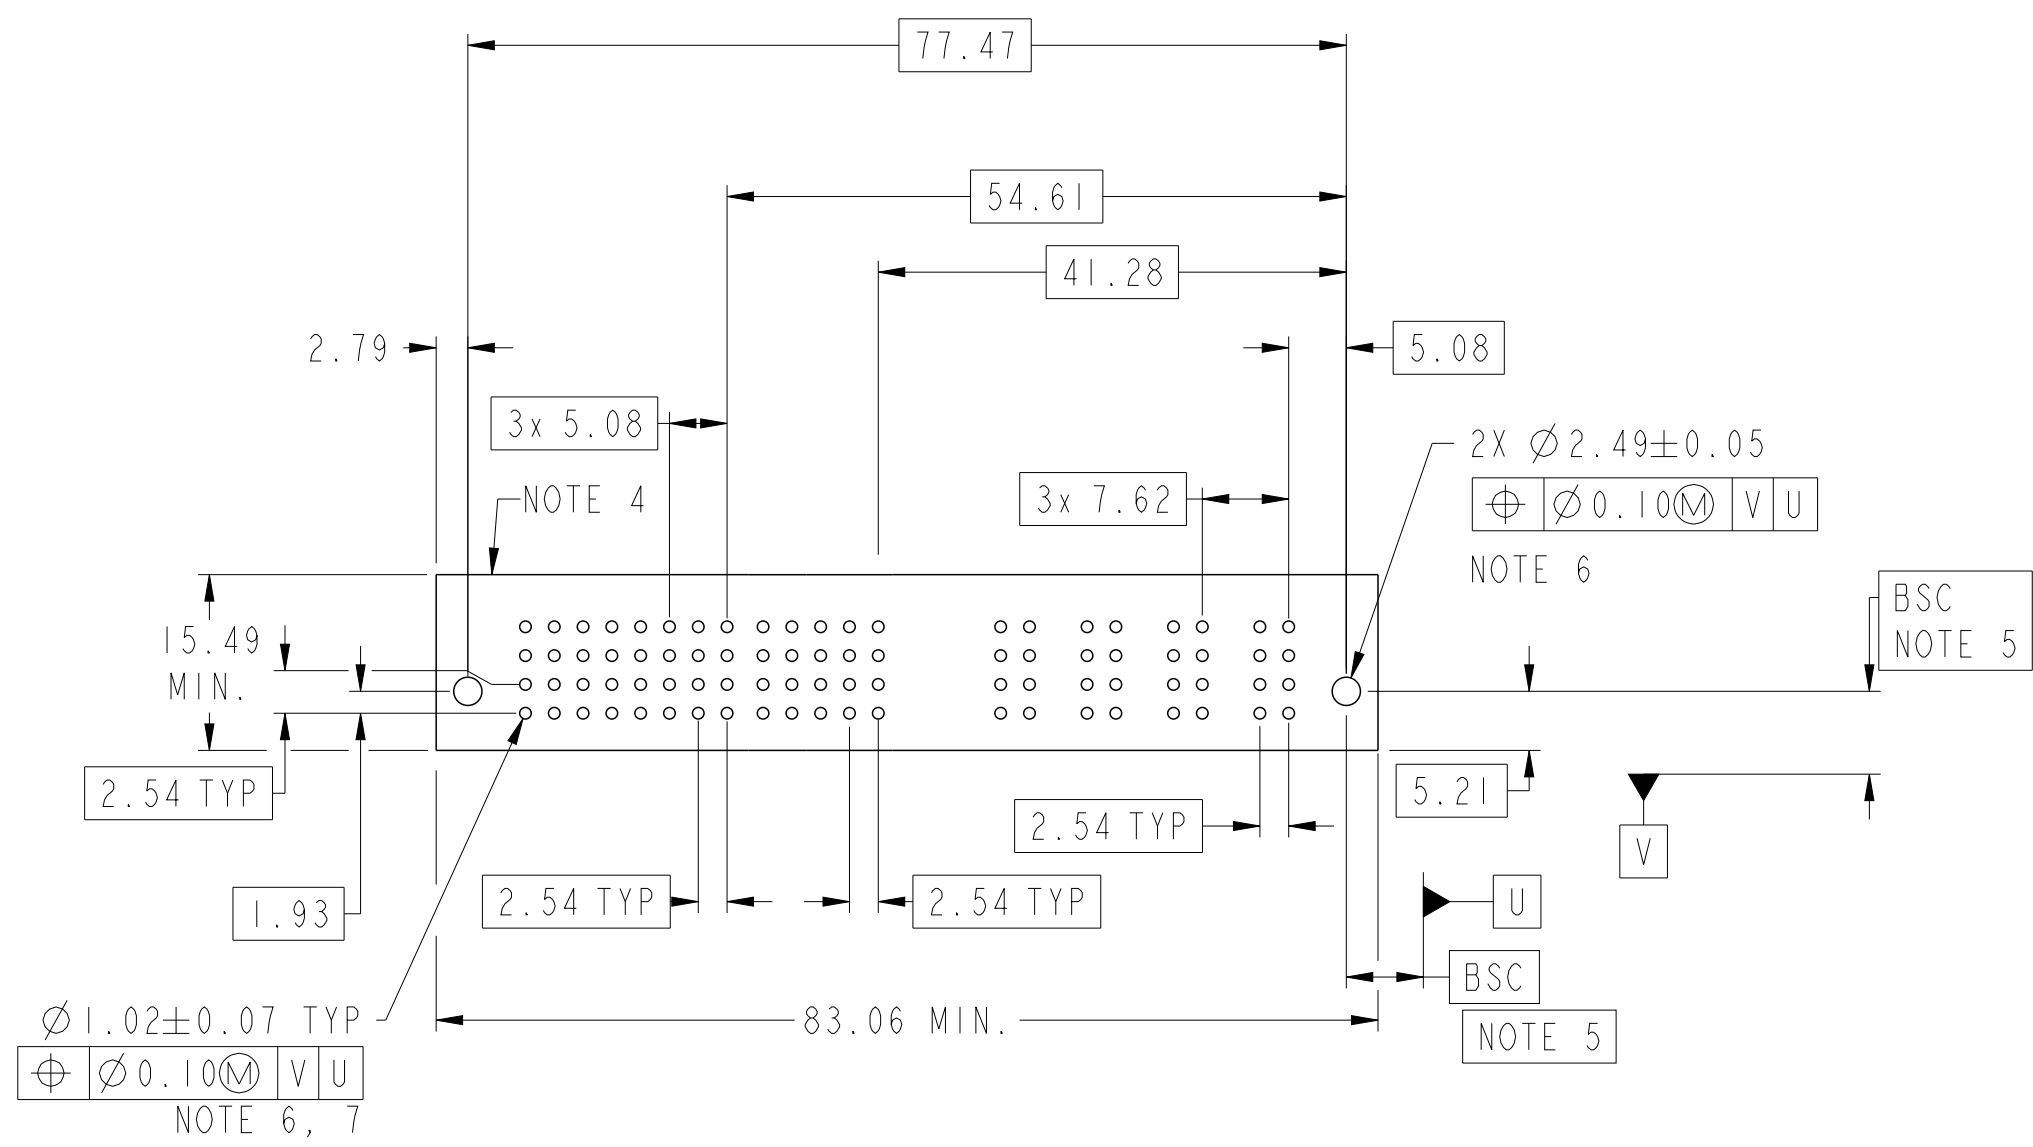 77.47
54.61
41.28
2.79
5.08
3x 5.08
2X ⌀2.49±0.05
NOTE 4
3x 7.62
⌖ ⌀0.10Ⓜ V U
NOTE 6
BSC
NOTE 5
15.49
MIN.
2.54 TYP
5.21
2.54 TYP
V
2.54 TYP
2.54 TYP
U
1.93
BSC
⌀1.02±0.07 TYP
83.06 MIN.
NOTE 5
⌖ ⌀0.10Ⓜ V U
NOTE 6, 7